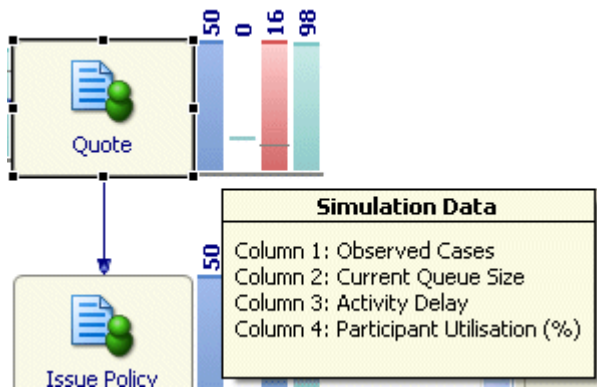 50
0
16
98
Quote
Simulation Data
50
Column 1: Observed Cases
Column 2: Current Queue Size
Column 3: Activity Delay
Column 4: Participant Utilisation (%)
Issue Policy